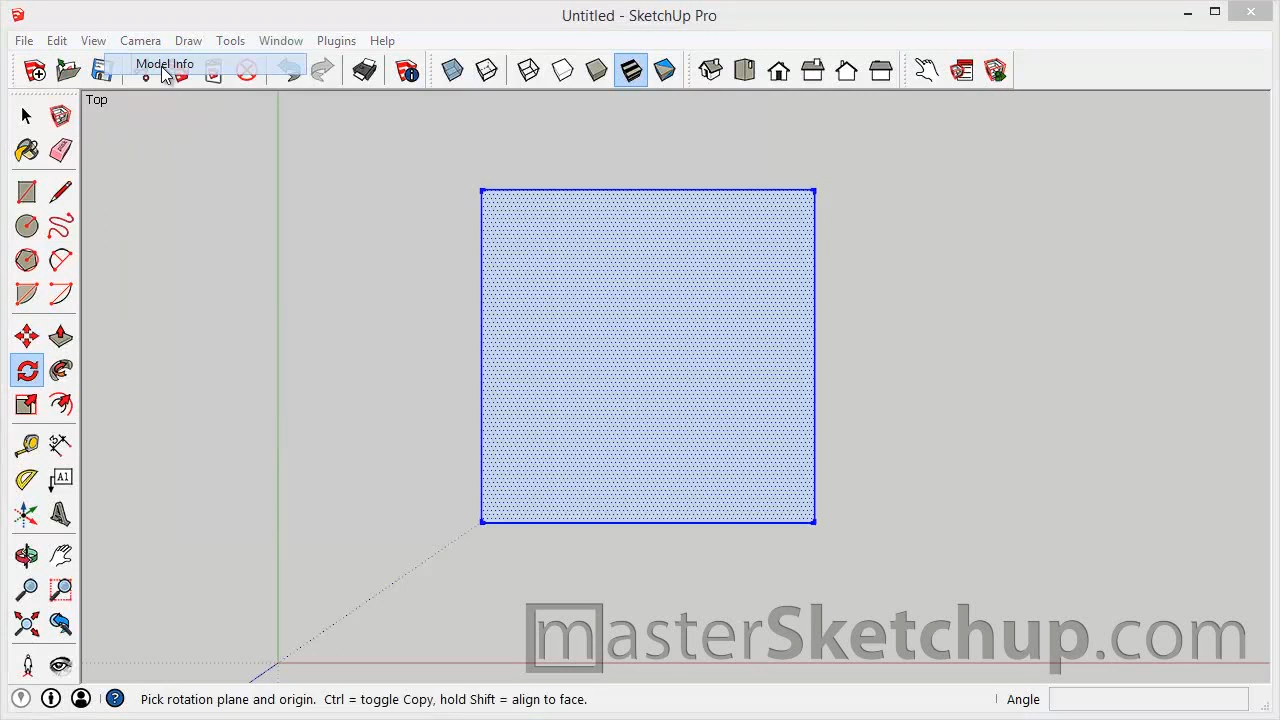 Untitled - SketchUp Pro
File Edit View Camera Draw Tools Window Plugins Help
Model Info
Top
A1
masterSketchup.com
Pick rotation plane and origin. Ctrl = toggle Copy, hold Shift = align to face.
Angle